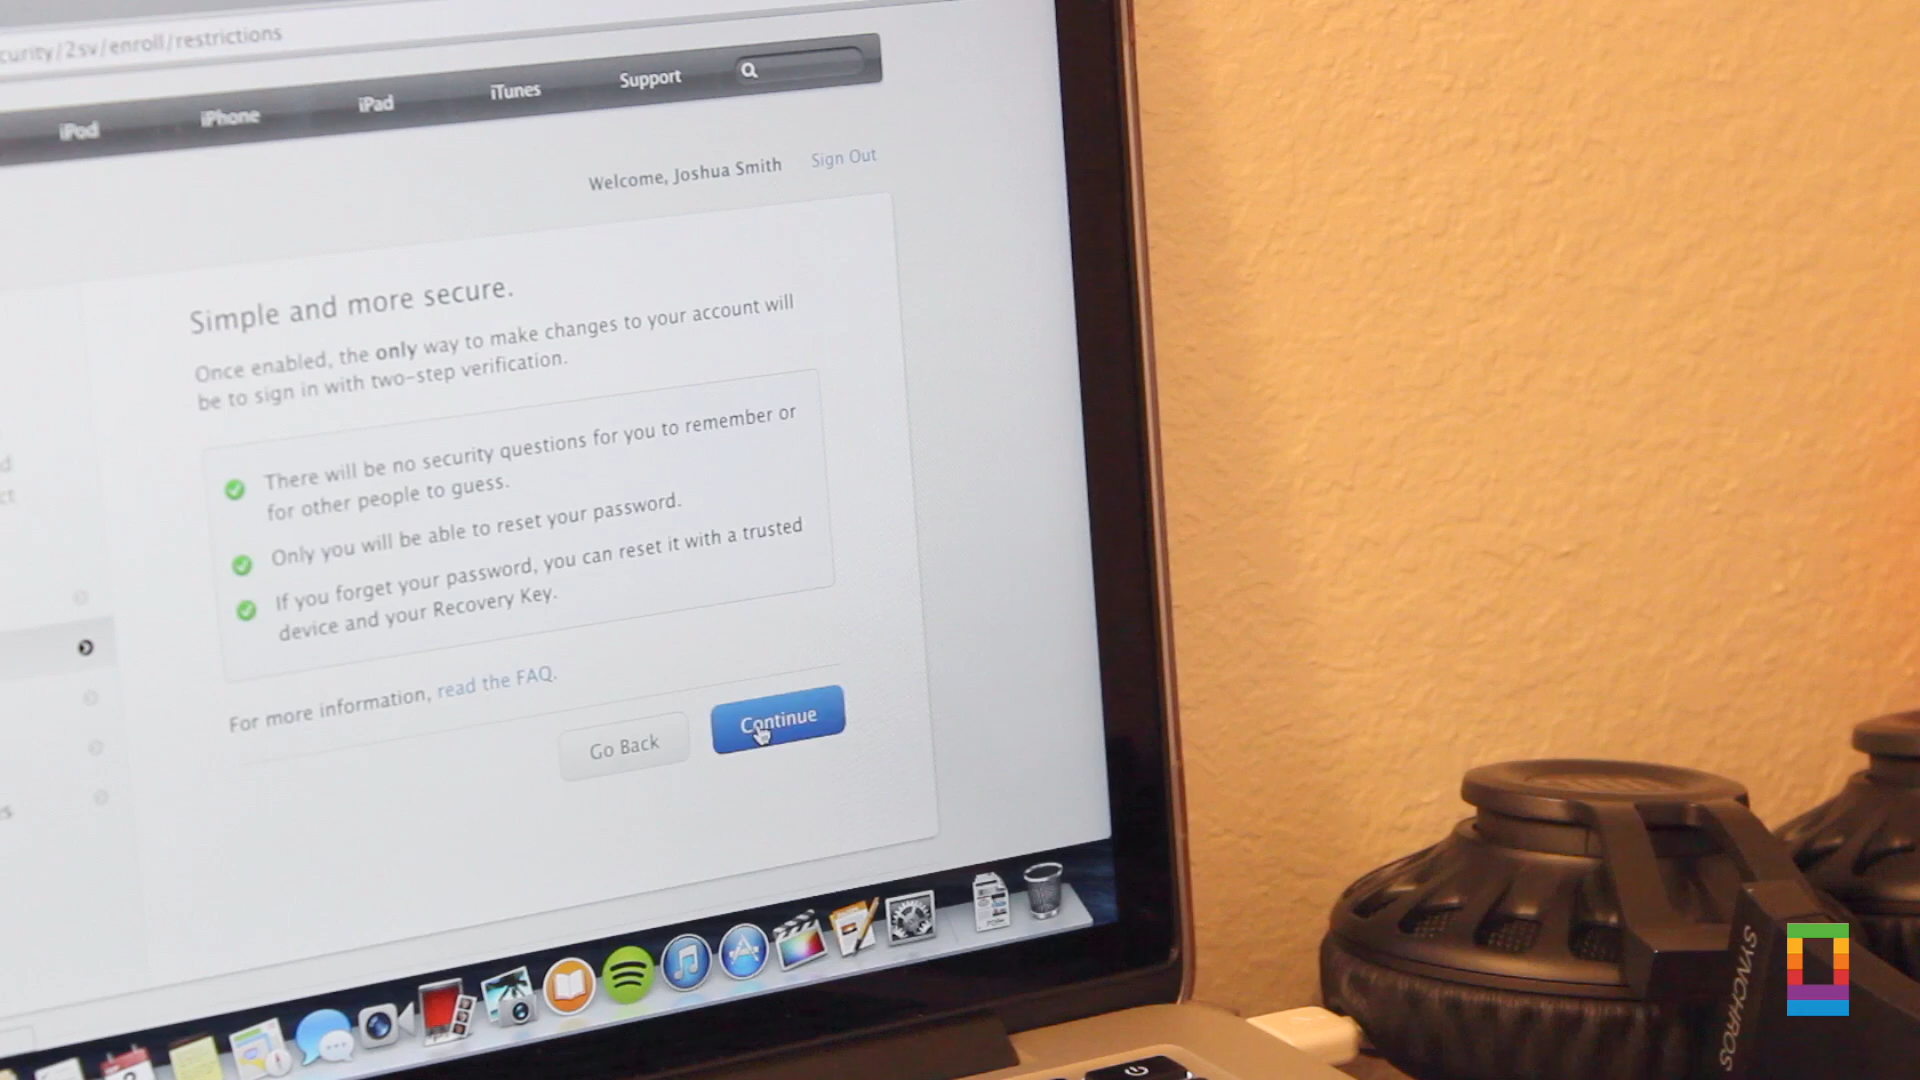 curity/2sv/enroll/restrictions
iPod iPhone iPad iTunes Support
Welcome, Joshua Smith Sign Out
Simple and more secure.
Once enabled, the only way to make changes to your account will
be to sign in with two-step verification.
There will be no security questions for you to remember or
for other people to guess.
Only you will be able to reset your password.
If you forget your password, you can reset it with a trusted
device and your Recovery Key.
For more information, read the FAQ.
Go Back Continue
SYNCHROS